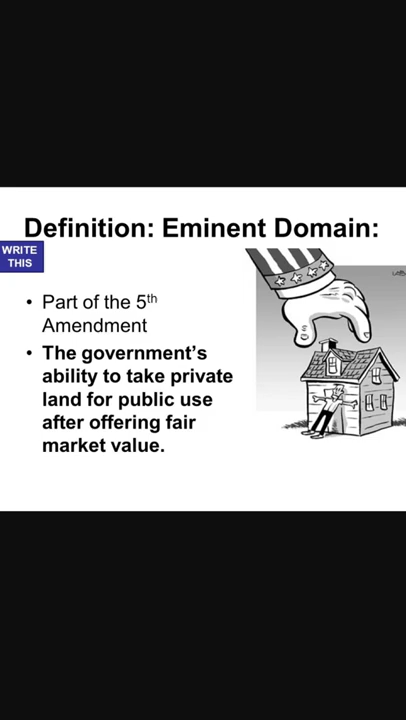 Definition: Eminent Domain:
WRITE
THIS
• Part of the 5th
Amendment
• The government's
ability to take private
land for public use
after offering fair
market value.